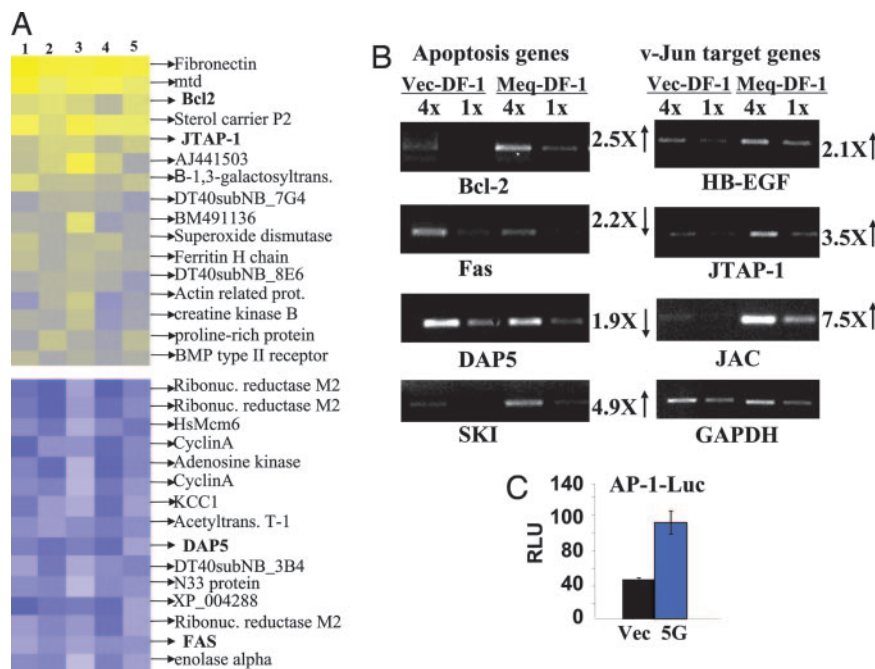 A
1 2 3 4 5
Fibronectin
mtd
Bcl2
Sterol carrier P2
JTAP-1
AJ441503
B-1,3-galactosyltrans.
DT40subNB_7G4
BM491136
Superoxide dismutase
Ferritin H chain
DT40subNB_8E6
Actin related prot.
creatine kinase B
proline-rich protein
BMP type II receptor
Ribonuc. reductase M2
Ribonuc. reductase M2
HsMcm6
CyclinA
Adenosine kinase
CyclinA
KCC1
Acetyltrans. T-1
DAP5
DT40subNB_3B4
N33 protein
XP_004288
Ribonuc. reductase M2
FAS
enolase alpha
B
Apoptosis genes
Vec-DF-1 Meq-DF-1
4x 1x 4x 1x
2.5X↑
Bcl-2
2.2X↓
Fas
1.9X↓
DAP5
4.9X↑
SKI
v-Jun target genes
Vec-DF-1 Meq-DF-1
4x 1x 4x 1x
2.1X↑
HB-EGF
3.5X↑
JTAP-1
7.5X↑
JAC
GAPDH
C
AP-1-Luc
RLU
140
100
80
40
0
Vec 5G